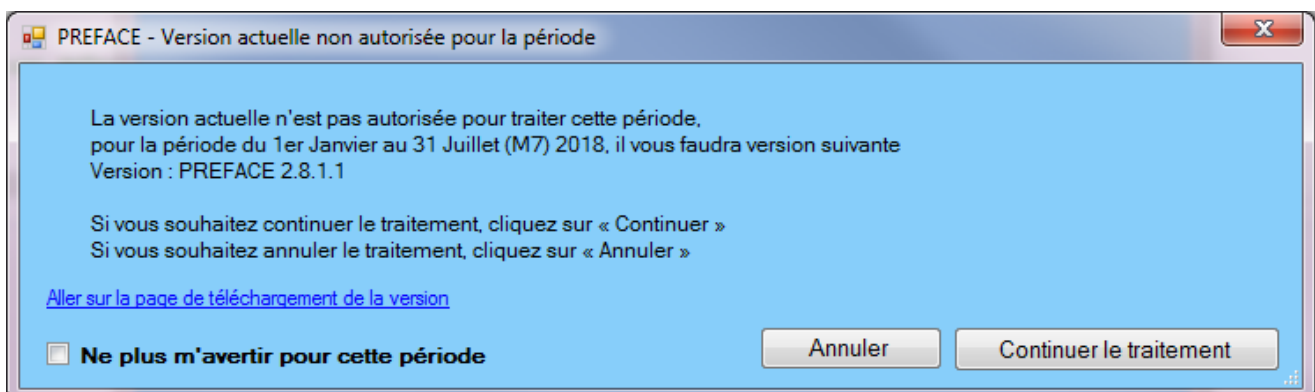 PREFACE - Version actuelle non autorisée pour la période
La version actuelle n'est pas autorisée pour traiter cette période,
pour la période du 1er Janvier au 31 Juillet (M7) 2018, il vous faudra version suivante
Version : PREFACE 2.8.1.1
Si vous souhaitez continuer le traitement, cliquez sur « Continuer »
Si vous souhaitez annuler le traitement, cliquez sur « Annuler »
Aller sur la page de téléchargement de la version
Ne plus m'avertir pour cette période
Annuler
Continuer le traitement